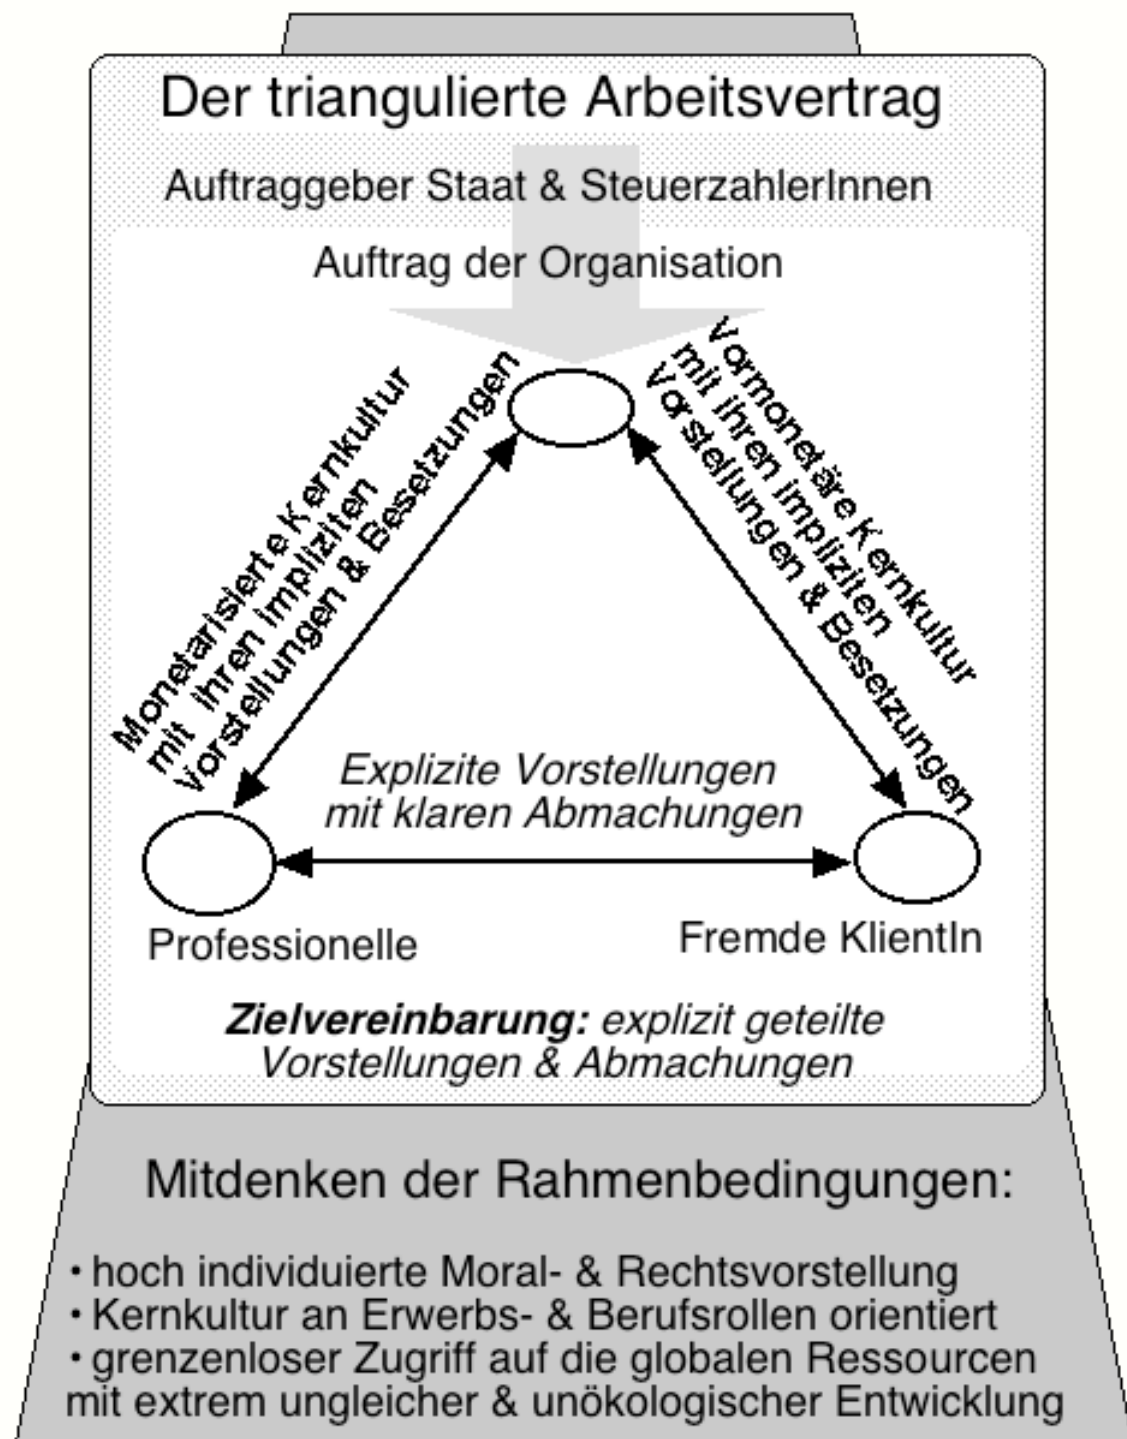 Der triangulierte Arbeitsvertrag
Auftraggeber Staat & SteuerzahlerInnen
Auftrag der Organisation
Monetarisierte Kernkultur
mit ihren impliziten
Vorstellungen & Besetzungen
Vormonetäre Kernkultur
mit ihren impliziten
Vorstellungen & Besetzungen
Explizite Vorstellungen
mit klaren Abmachungen
Professionelle
Fremde KlientIn
Zielvereinbarung: explizit geteilte
Vorstellungen & Abmachungen
Mitdenken der Rahmenbedingungen:
• hoch individuierte Moral- & Rechtsvorstellung
• Kernkultur an Erwerbs- & Berufsrollen orientiert
• grenzenloser Zugriff auf die globalen Ressourcen
mit extrem ungleicher & unökologischer Entwicklung